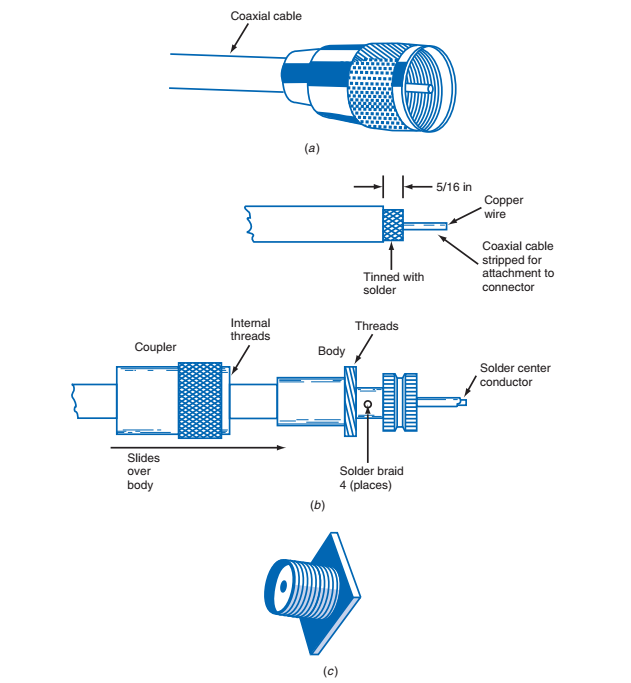 Coaxial cable
(a)
5/16 in
Copper
wire
Coaxial cable
stripped for
attachment to
connector
Tinned with
solder
Internal
threads
Threads
Coupler
Body
Solder center
conductor
Slides
over
body
Solder braid
4 (places)
(b)
(c)